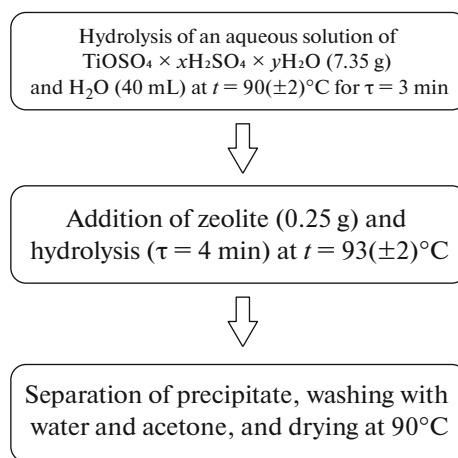 Hydrolysis of an aqueous solution of
TiOSO₄ × xH₂SO₄ × yH₂O (7.35 g)
and H₂O (40 mL) at t = 90(±2)°C for τ = 3 min
Addition of zeolite (0.25 g) and
hydrolysis (τ = 4 min) at t = 93(±2)°C
Separation of precipitate, washing with
water and acetone, and drying at 90°C